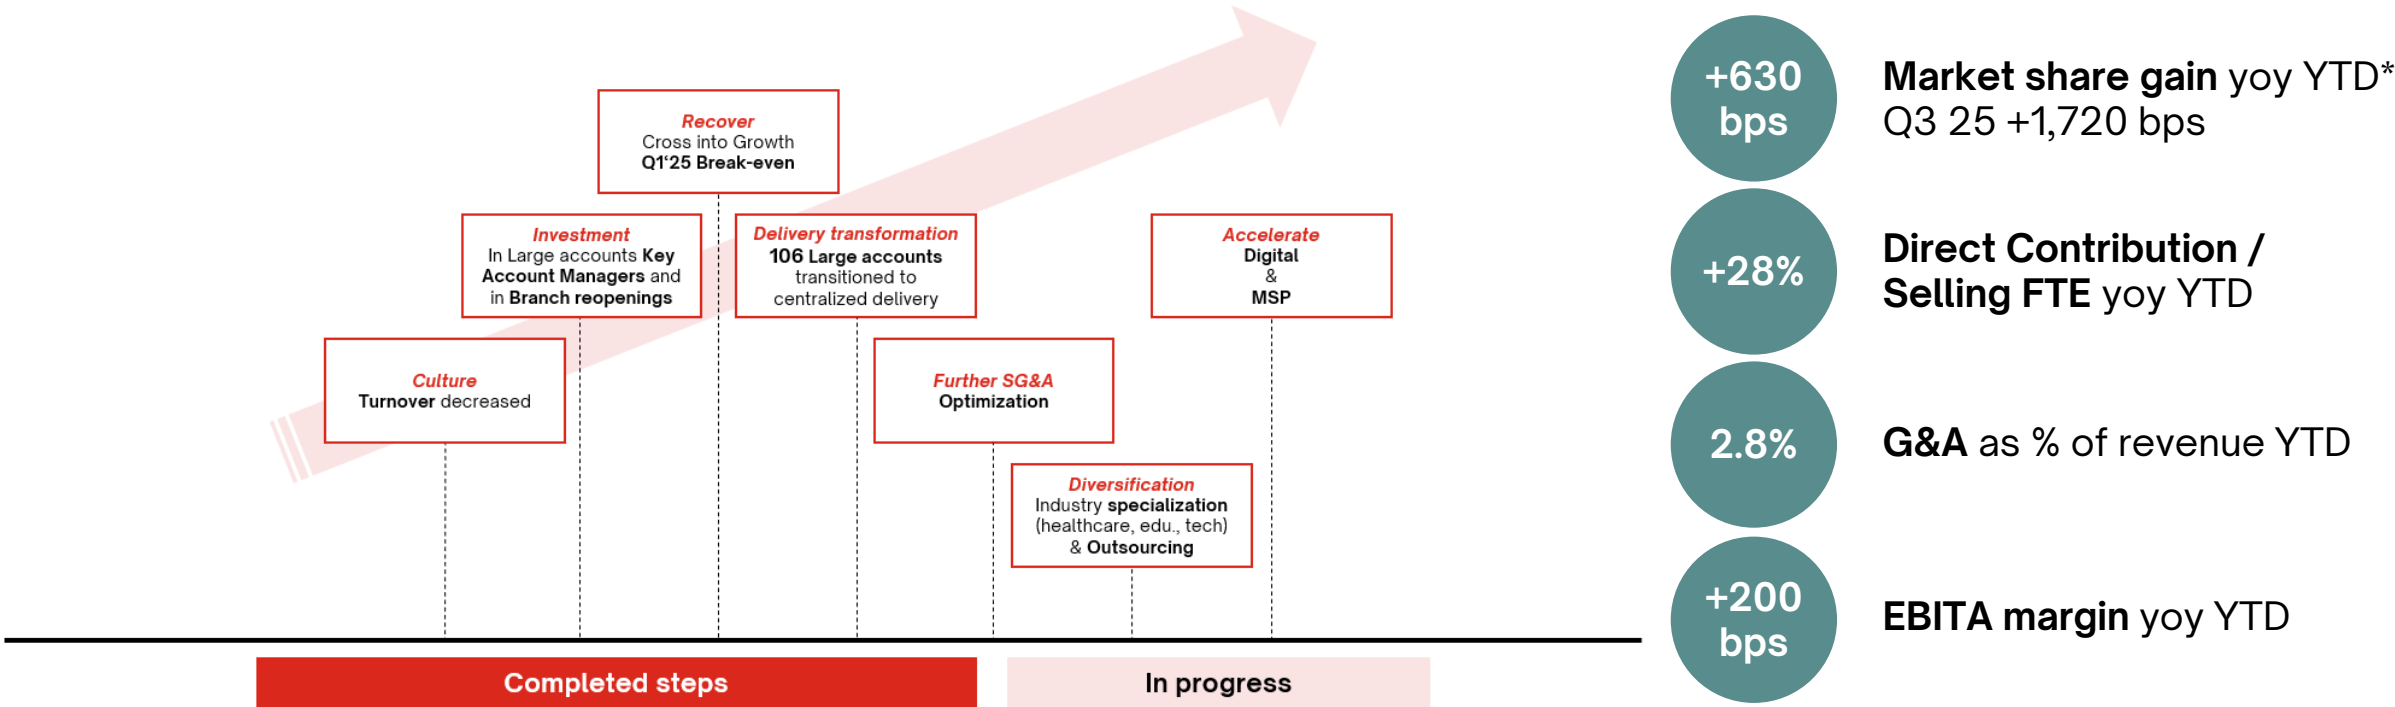 Recover
Cross into Growth
Q1‘25 Break-even
Investment
In Large accounts Key
Account Managers and
in Branch reopenings
Delivery transformation
106 Large accounts
transitioned to
centralized delivery
Accelerate
Digital
&
MSP
Culture
Turnover decreased
Further SG&A
Optimization
Diversification
Industry specialization
(healthcare, edu., tech)
& Outsourcing
Completed steps
In progress
+630
bps
Market share gain yoy YTD*
Q3 25 +1,720 bps
+28%
Direct Contribution /
Selling FTE yoy YTD
2.8%
G&A as % of revenue YTD
+200
bps
EBITA margin yoy YTD